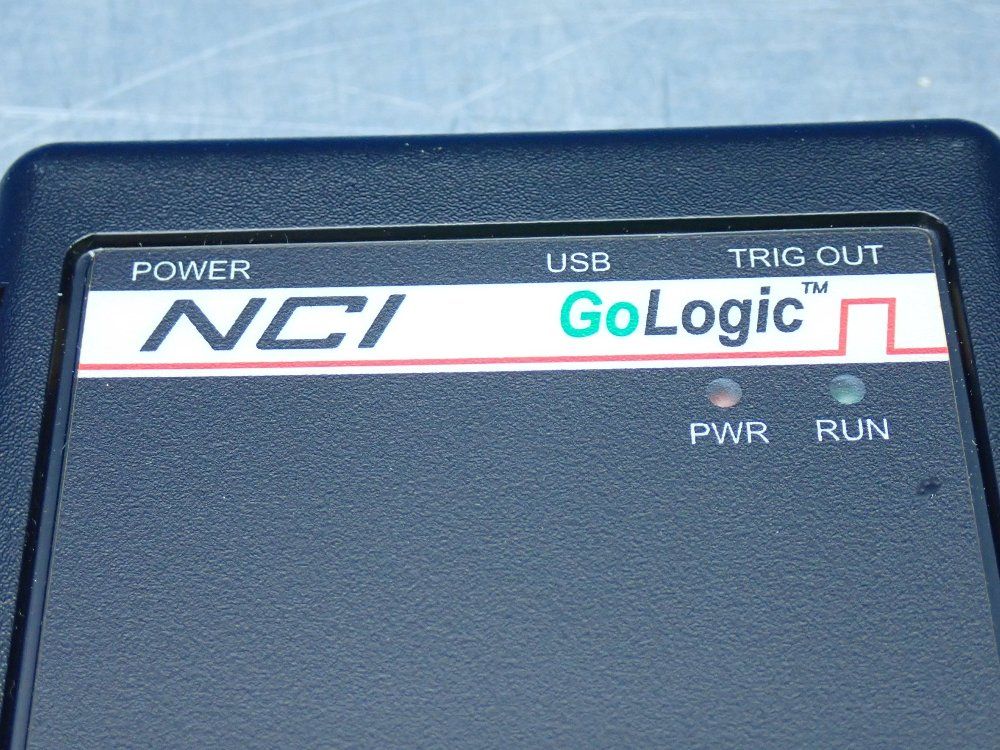 POWER USB TRIG OUT
NCI GoLogic™
PWR RUN